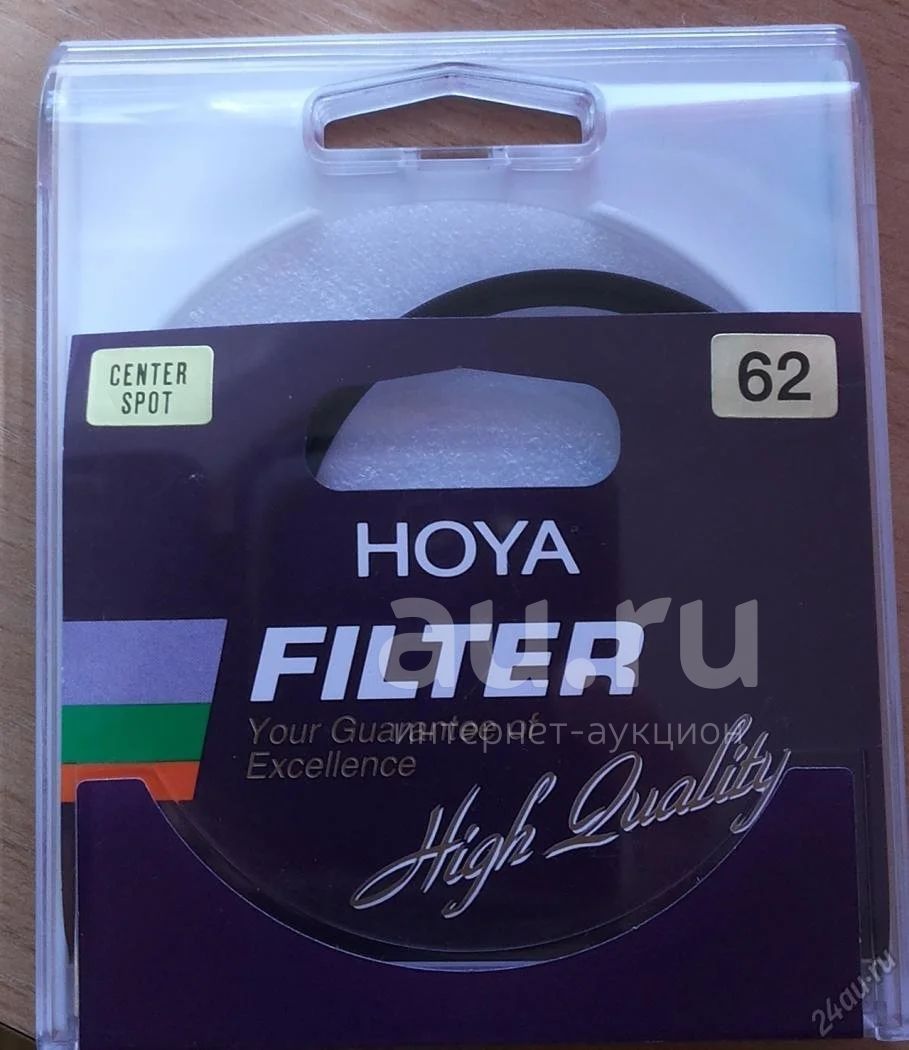 CENTER
SPOT
62
HOYA
FILTER
au.ru
Your Guarantee of
интернет-аукцион
Excellence
High Quality
24au.ru